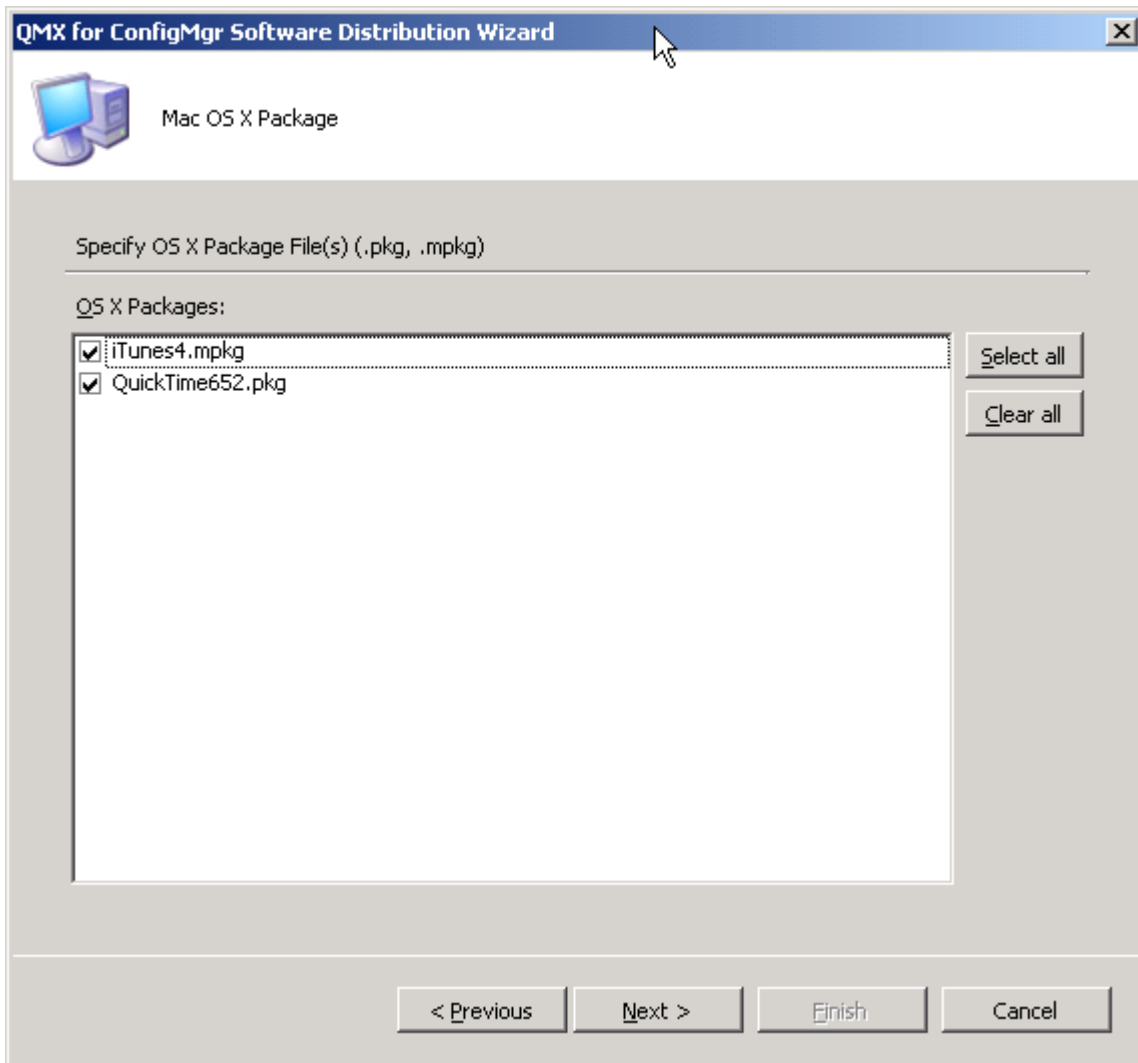 QMX for ConfigMgr Software Distribution Wizard
Mac OS X Package
Specify OS X Package File(s) (.pkg, .mpkg)
OS X Packages:
iTunes4.mpkg
QuickTime652.pkg
Select all
Clear all
< Previous
Next >
Finish
Cancel